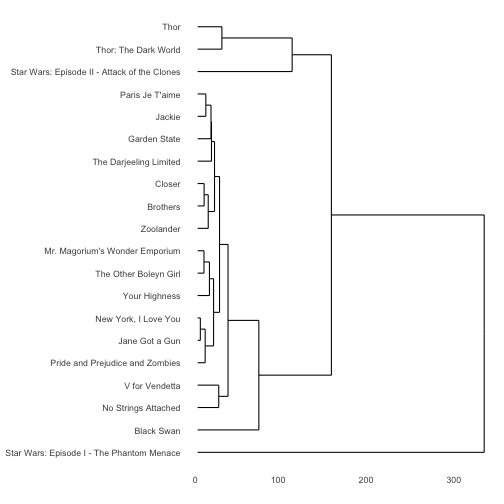 Thor
Thor: The Dark World
Star Wars: Episode II - Attack of the Clones
Paris Je T'aime
Jackie
Garden State
The Darjeeling Limited
Closer
Brothers
Zoolander
Mr. Magorium's Wonder Emporium
The Other Boleyn Girl
Your Highness
New York, I Love You
Jane Got a Gun
Pride and Prejudice and Zombies
V for Vendetta
No Strings Attached
Black Swan
Star Wars: Episode I - The Phantom Menace
0 100 200 300